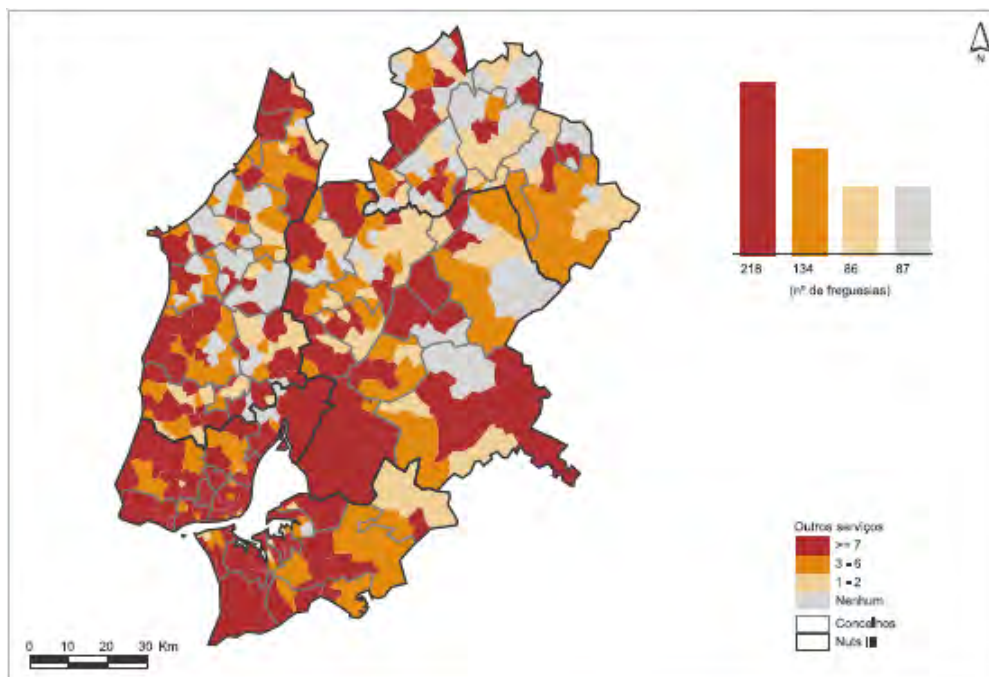 N
218 134 86 87
(nº de freguesias)
Outros serviços
>= 7
3 - 6
1 - 2
Nenhum
Concelhos
Nuts III
0 10 20 30 Km